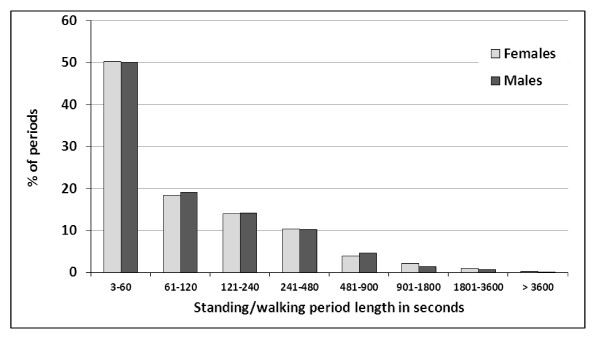 60
50
40
30
20
10
0
% of periods
Females
Males
3-60 61-120 121-240 241-480 481-900 901-1800 1801-3600 > 3600
Standing/walking period length in seconds